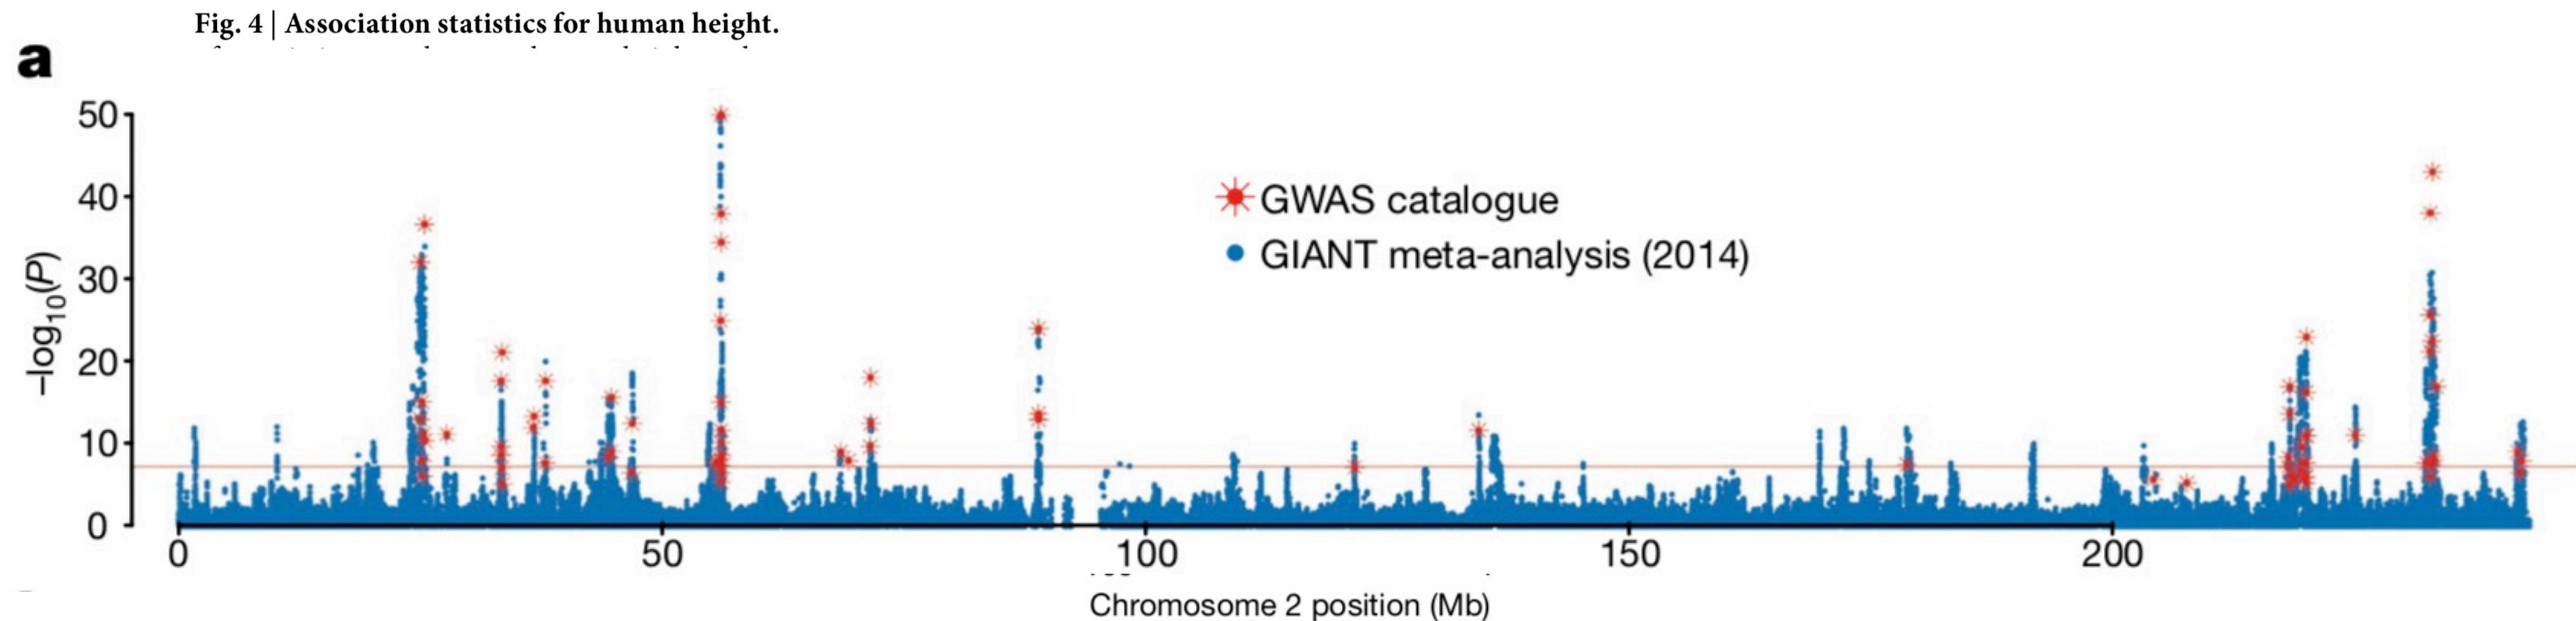 Fig. 4 | Association statistics for human height.
a
50
40
30
20
10
0
–log10(P)
GWAS catalogue
GIANT meta-analysis (2014)
0 50 100 150 200
Chromosome 2 position (Mb)